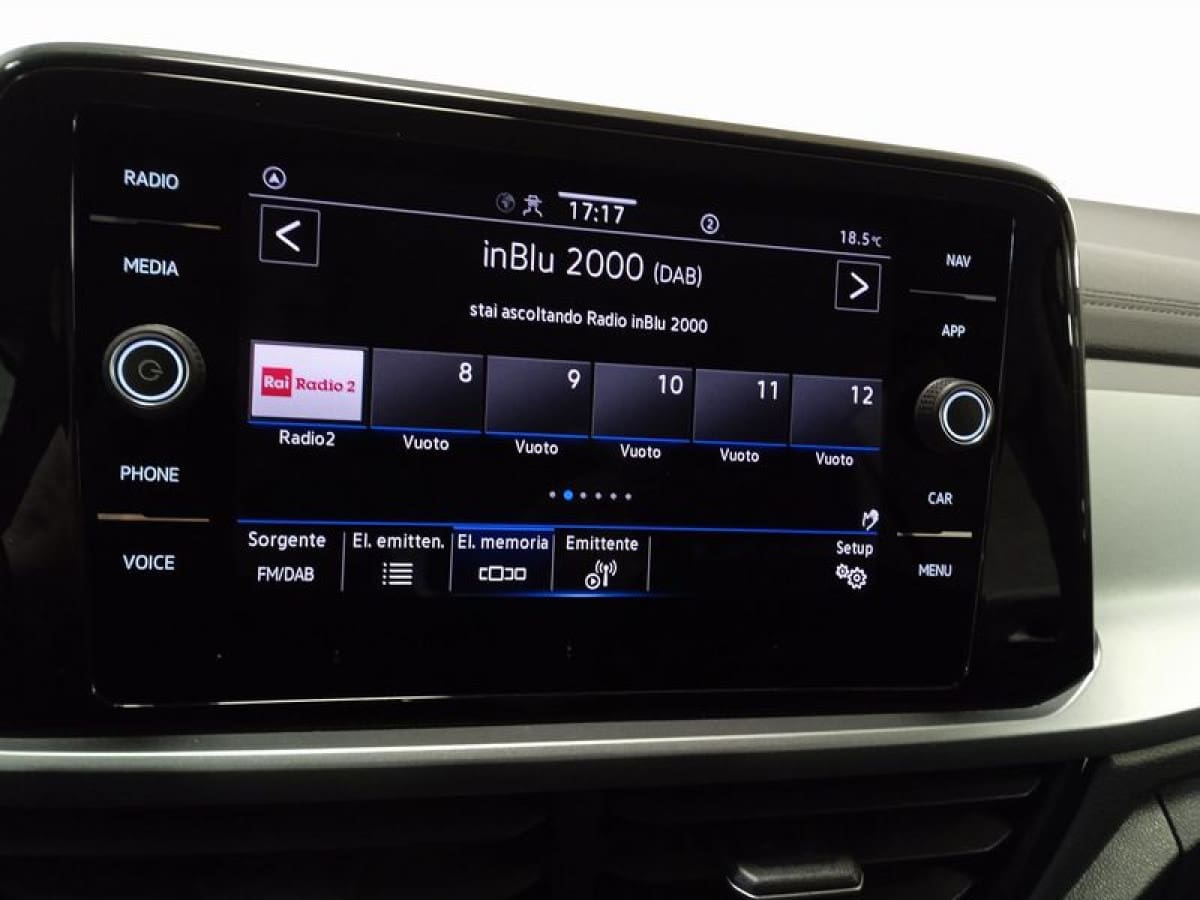 RADIO
MEDIA
PHONE
VOICE
17:17
2
18.5°C
inBlu 2000 (DAB)
stai ascoltando Radio inBlu 2000
Rai Radio 2
8
9
10
11
12
Radio2
Vuoto
Vuoto
Vuoto
Vuoto
Vuoto
Sorgente
FM/DAB
El. emitten.
El. memoria
Emittente
Setup
NAV
APP
CAR
MENU